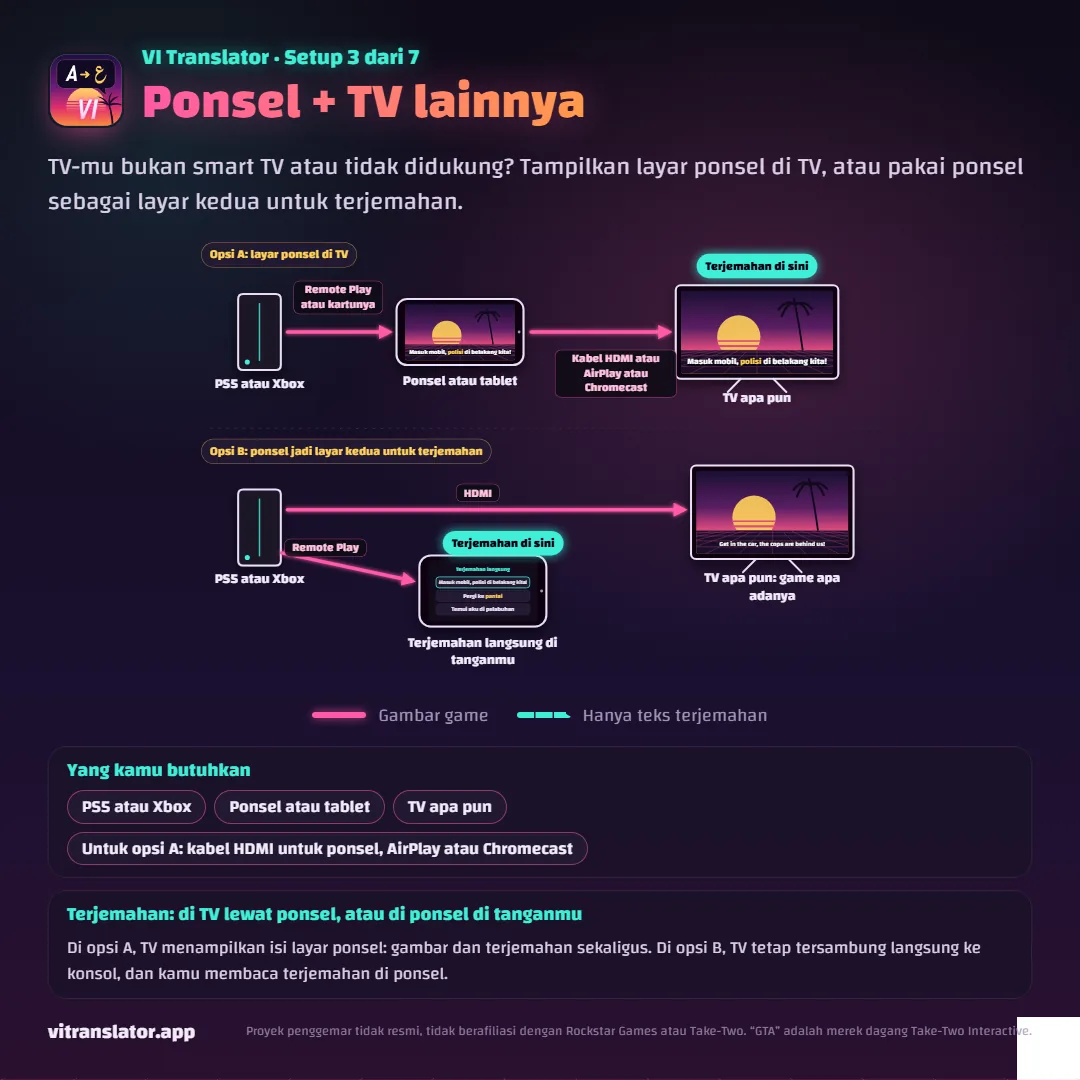 A→ع
VI
VI Translator · Setup 3 dari 7
Ponsel + TV lainnya
TV-mu bukan smart TV atau tidak didukung? Tampilkan layar ponsel di TV, atau pakai ponsel
sebagai layar kedua untuk terjemahan.
Opsi A: layar ponsel di TV
Terjemahan di sini
Remote Play
atau kartunya
Masuk mobil, polisi di belakang kita!
Masuk mobil, polisi di belakang kita!
Kabel HDMI atau
AirPlay atau
Chromecast
PS5 atau Xbox
Ponsel atau tablet
TV apa pun
Opsi B: ponsel jadi layar kedua untuk terjemahan
HDMI
Get in the car, the cops are behind us!
Remote Play
Terjemahan di sini
Terjemahan langsung
Masuk mobil, polisi di belakang kita!
Pergi ke pantai
Temui aku di pelabuhan
PS5 atau Xbox
TV apa pun: game apa
adanya
Terjemahan langsung di
tanganmu
Gambar game
Hanya teks terjemahan
Yang kamu butuhkan
PS5 atau Xbox
Ponsel atau tablet
TV apa pun
Untuk opsi A: kabel HDMI untuk ponsel, AirPlay atau Chromecast
Terjemahan: di TV lewat ponsel, atau di ponsel di tanganmu
Di opsi A, TV menampilkan isi layar ponsel: gambar dan terjemahan sekaligus. Di opsi B, TV tetap tersambung langsung ke
konsol, dan kamu membaca terjemahan di ponsel.
vitranslator.app
Proyek penggemar tidak resmi, tidak berafiliasi dengan Rockstar Games atau Take-Two. “GTA” adalah merek dagang Take-Two Interactive.